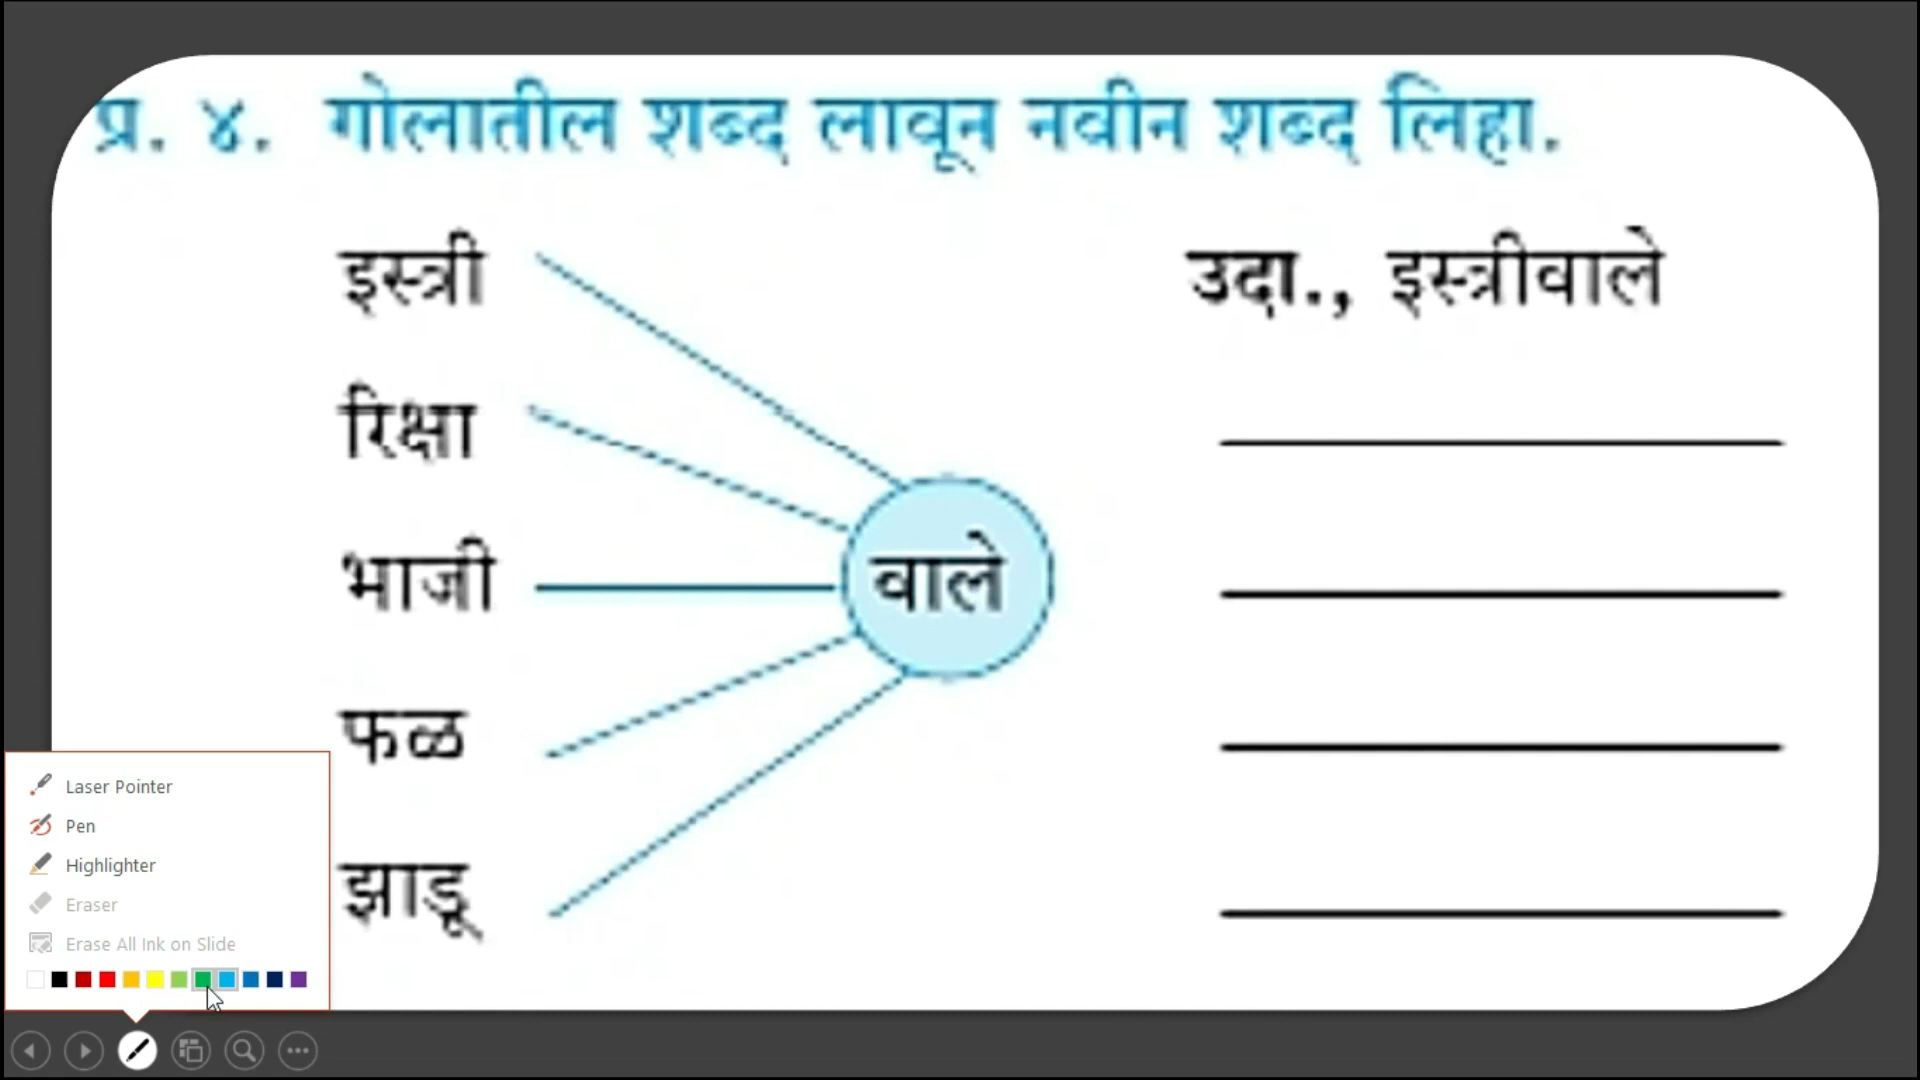 प्र. ४. गोलातील शब्द लावून नवीन शब्द लिहा.
इस्त्री
उदा., इस्त्रीवाले
रिक्षा
भाजी
वाले
फळ
झाडू
Laser Pointer
Pen
Highlighter
Eraser
Erase All Ink on Slide